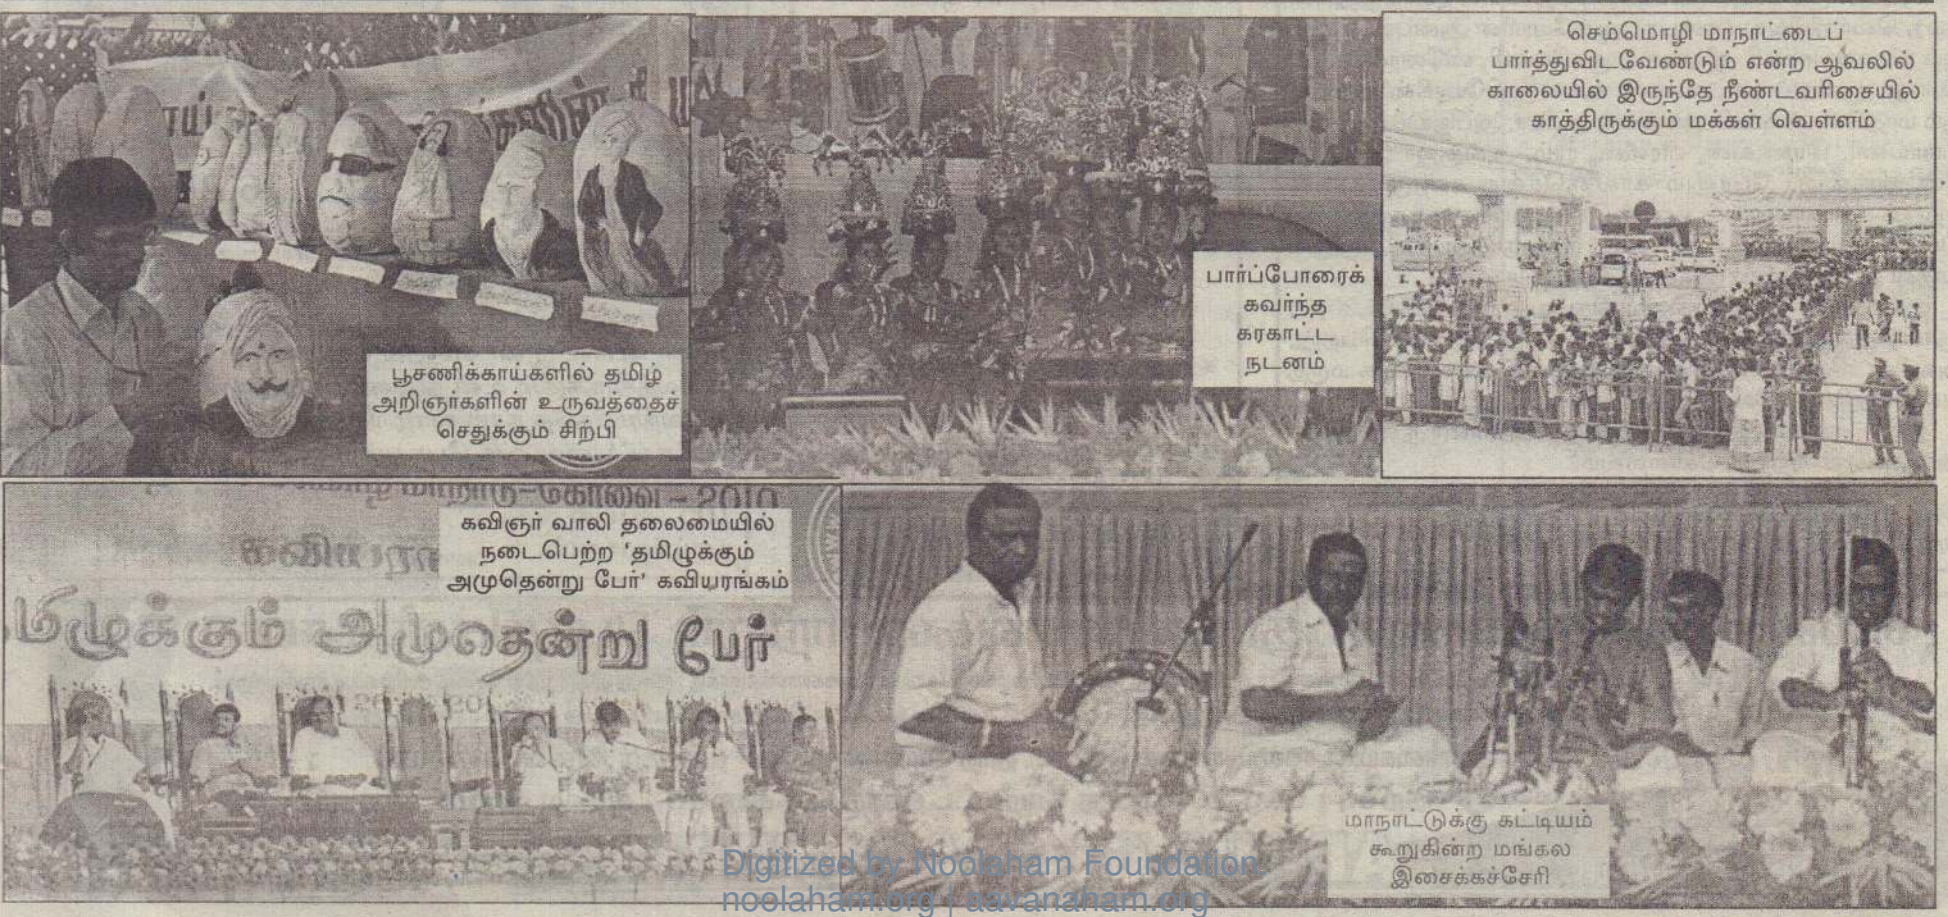 செம்மொழி மாநாட்டைப்
பார்த்துவிடவேண்டும் என்ற ஆவலில்
காலையில் இருந்தே நீண்டவரிசையில்
காத்திருக்கும் மக்கள் வெள்ளம்
பார்ப்போரைக்
கவர்ந்த
கரகாட்ட
நடனம்
பூசணிக்காய்களில் தமிழ்
அறிஞர்களின் உருவத்தைச்
செதுக்கும் சிற்பி
மாநாடு-கோவை – 2010
கவிஞர் வாலி தலைமையில்
நடைபெற்ற 'தமிழுக்கும்
அமுதென்று பேர்' கவியரங்கம்
மிழுக்கும் அமுதென்று பேர்
மாநாட்டுக்கு கட்டியம்
கூறுகின்ற மங்கல
இசைக்கச்சேரி
Digitized by Noolaham Foundation.
noolaham.org | aavanaham.org